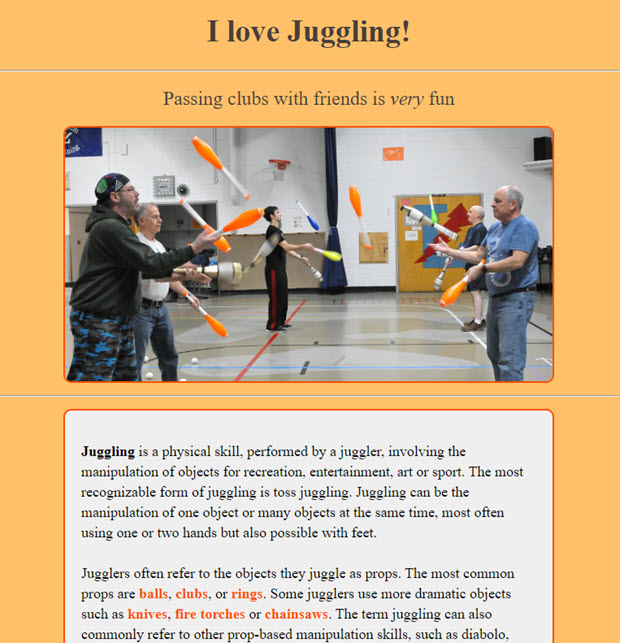 I love Juggling!
Passing clubs with friends is very fun
Juggling is a physical skill, performed by a juggler, involving the
manipulation of objects for recreation, entertainment, art or sport. The most
recognizable form of juggling is toss juggling. Juggling can be the
manipulation of one object or many objects at the same time, most often
using one or two hands but also possible with feet.
Jugglers often refer to the objects they juggle as props. The most common
props are balls, clubs, or rings. Some jugglers use more dramatic objects
such as knives, fire torches or chainsaws. The term juggling can also
commonly refer to other prop-based manipulation skills, such as diabolo,